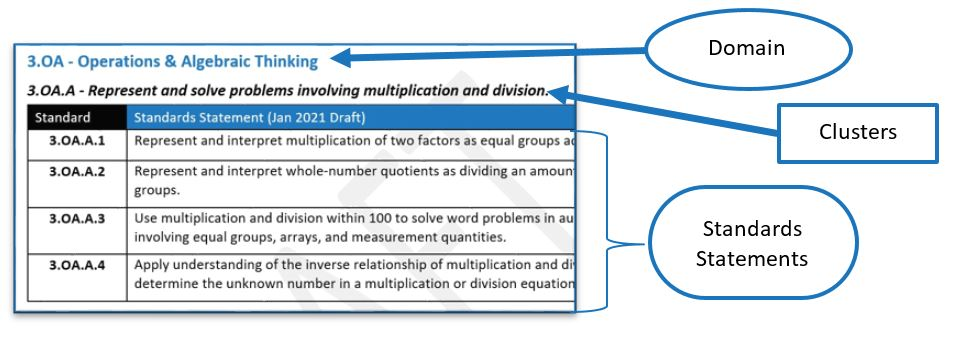 3.OA - Operations & Algebraic Thinking
3.OA.A - Represent and solve problems involving multiplication and division.
Standard Standards Statement (Jan 2021 Draft)
3.OA.A.1 Represent and interpret multiplication of two factors as equal groups
3.OA.A.2 Represent and interpret whole-number quotients as dividing an
groups.
3.OA.A.3 Use multiplication and division within 100 to solve word problems in
involving equal groups, arrays, and measurement quantities.
3.OA.A.4 Apply understanding of the inverse relationship of multiplication and
determine the unknown number in a multiplication or division equation
Domain
Clusters
Standards
Statements